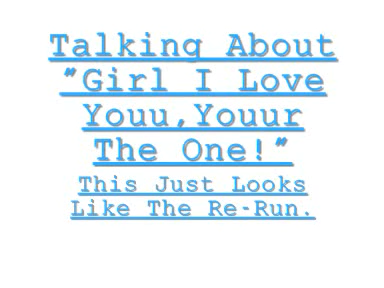 Talking About
"Girl I Love
Youu,Youur
The One!"
This Just Looks
Like The Re-Run.